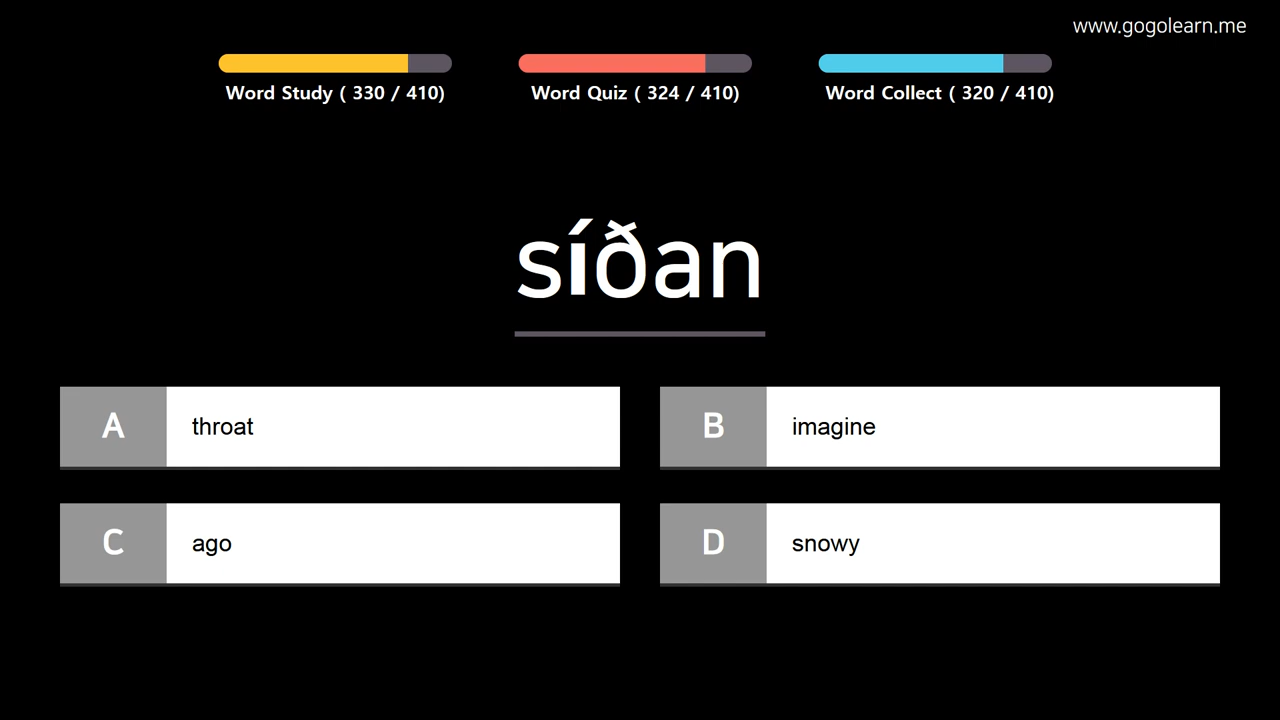 www.gogolearn.me
Word Study ( 330 / 410)
Word Quiz ( 324 / 410)
Word Collect ( 320 / 410)
síðan
A throat
B imagine
C ago
D snowy